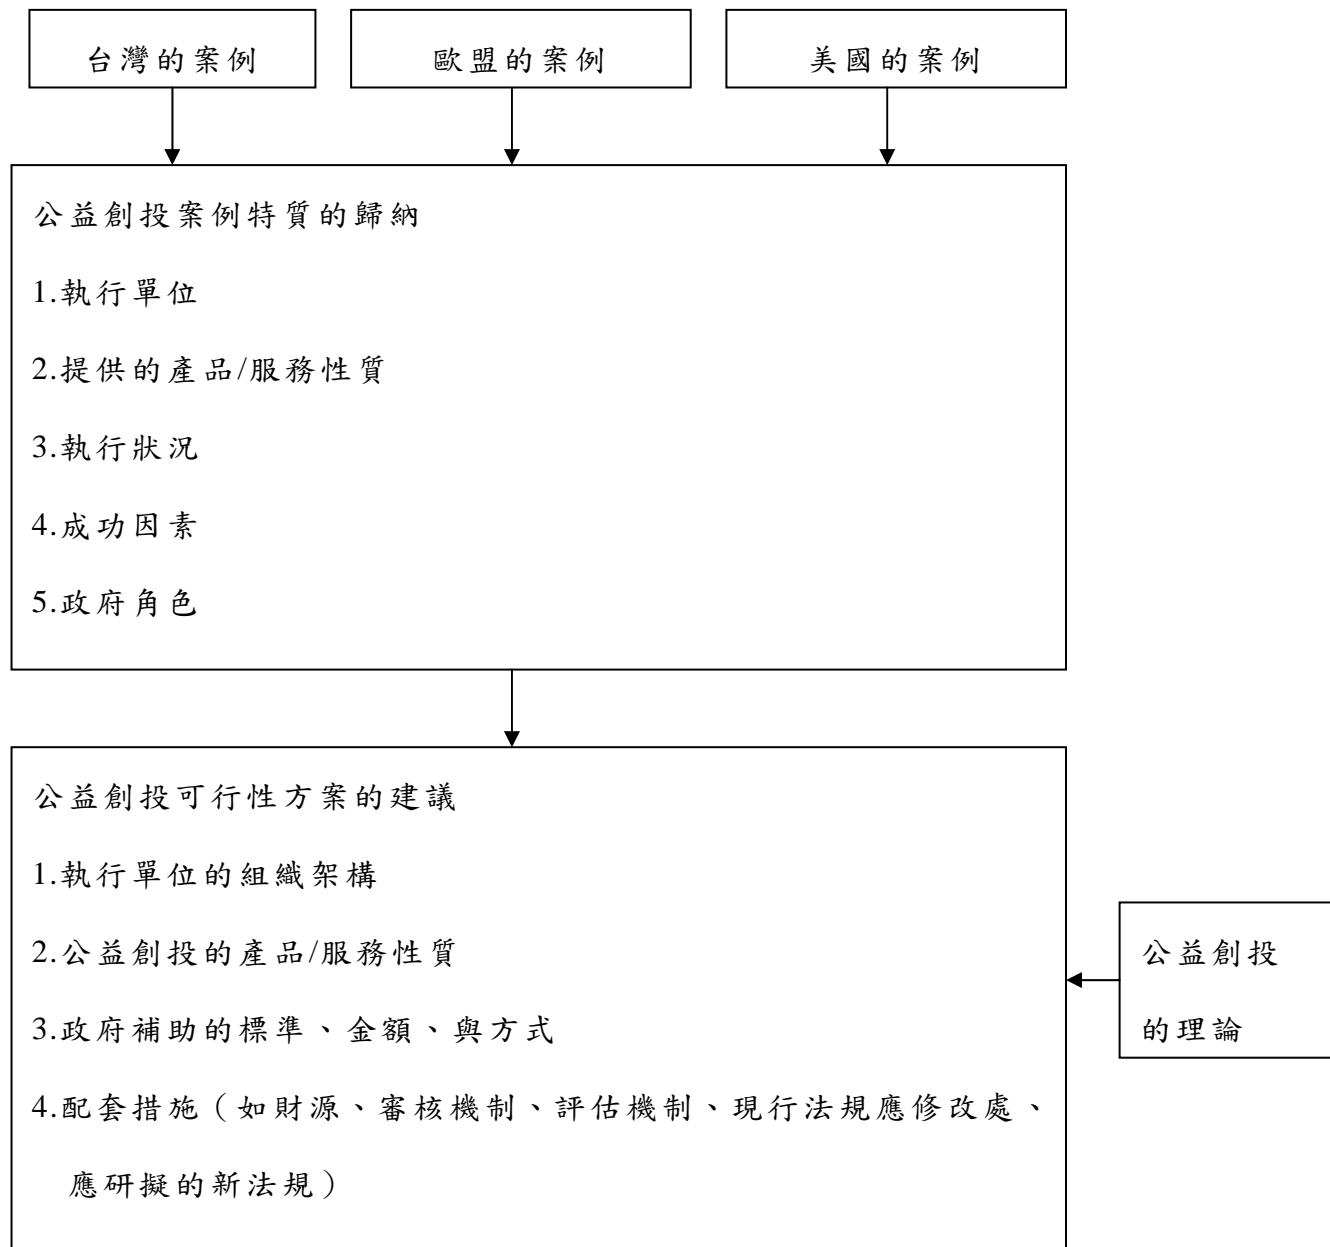 台灣的案例
歐盟的案例
美國的案例
公益創投案例特質的歸納
1.執行單位
2.提供的產品/服務性質
3.執行狀況
4.成功因素
5.政府角色
公益創投可行性方案的建議
1.執行單位的組織架構
2.公益創投的產品/服務性質
3.政府補助的標準、金額、與方式
4.配套措施（如財源、審核機制、評估機制、現行法規應修改處、
應研擬的新法規）
公益創投
的理論